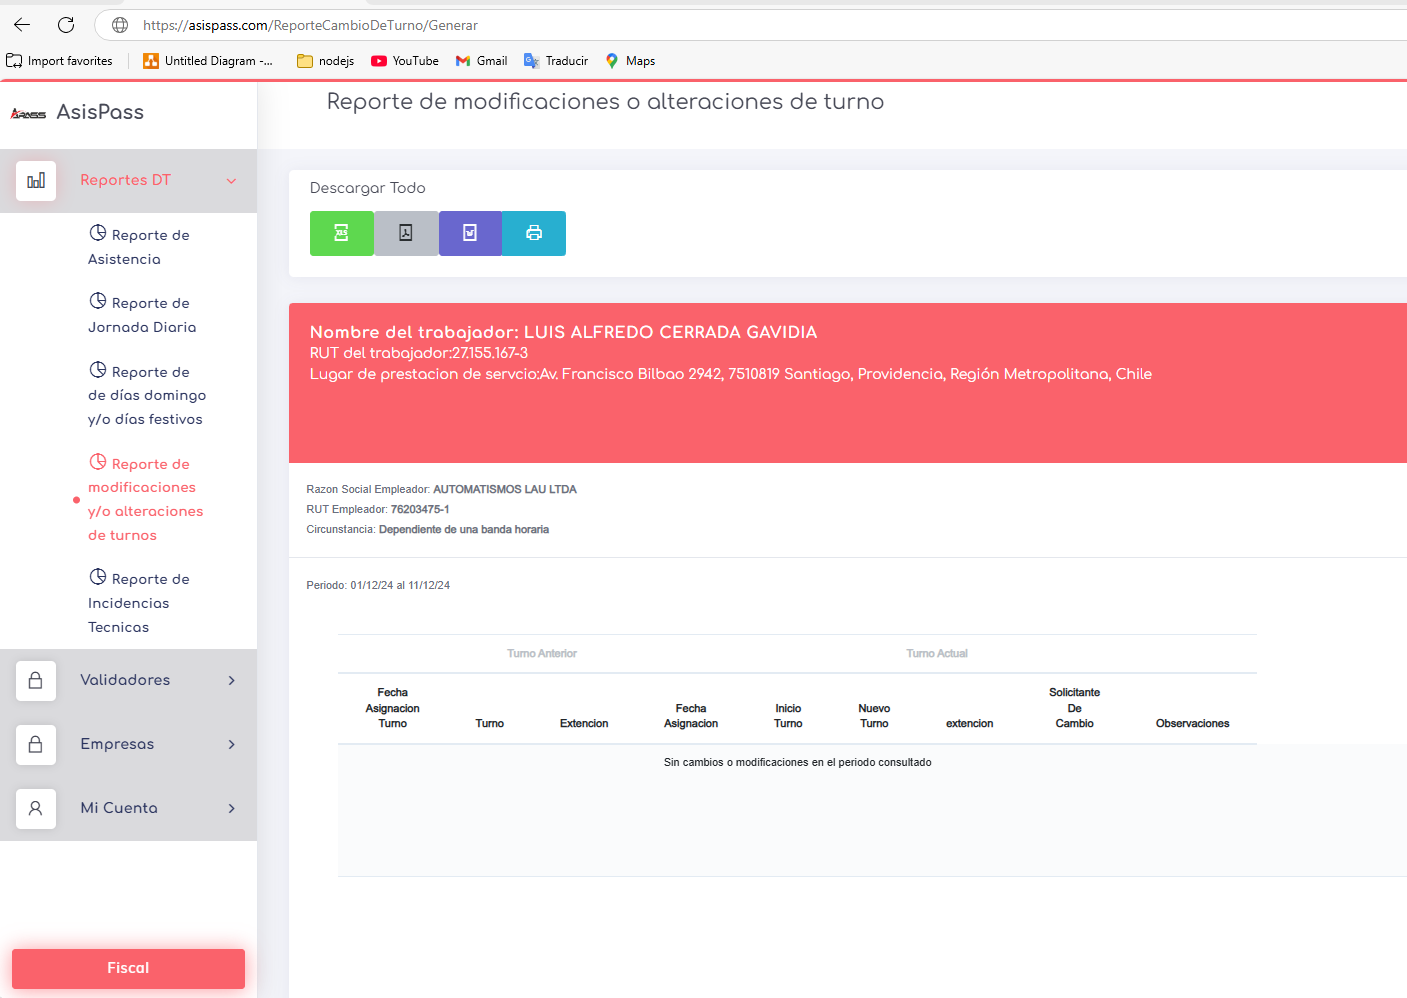 https://asispass.com/ReporteCambioDeTurno/Generar
Import favorites
Untitled Diagram -...
nodejs
YouTube
Gmail
Traducir
Maps
APASS
AsisPass
Reporte de modificaciones o alteraciones de turno
Reportes DT
Reporte de
Asistencia
Reporte de
Jornada Diaria
Reporte de
de días domingo
y/o días festivos
Reporte de
modificaciones
y/o alteraciones
de turnos
Reporte de
Incidencias
Tecnicas
Validadores
Empresas
Mi Cuenta
Fiscal
Descargar Todo
XLS
Nombre del trabajador: LUIS ALFREDO CERRADA GAVIDIA
RUT del trabajador:27.155.167-3
Lugar de prestacion de servcio:Av. Francisco Bilbao 2942, 7510819 Santiago, Providencia, Región Metropolitana, Chile
Razon Social Empleador: AUTOMATISMOS LAU LTDA
RUT Empleador: 76203475-1
Circunstancia: Dependiente de una banda horaria
Periodo: 01/12/24 al 11/12/24
Turno Anterior
Turno Actual
Fecha
Asignacion
Turno
Turno
Extencion
Fecha
Asignacion
Inicio
Turno
Nuevo
Turno
extencion
Solicitante
De
Cambio
Observaciones
Sin cambios o modificaciones en el periodo consultado